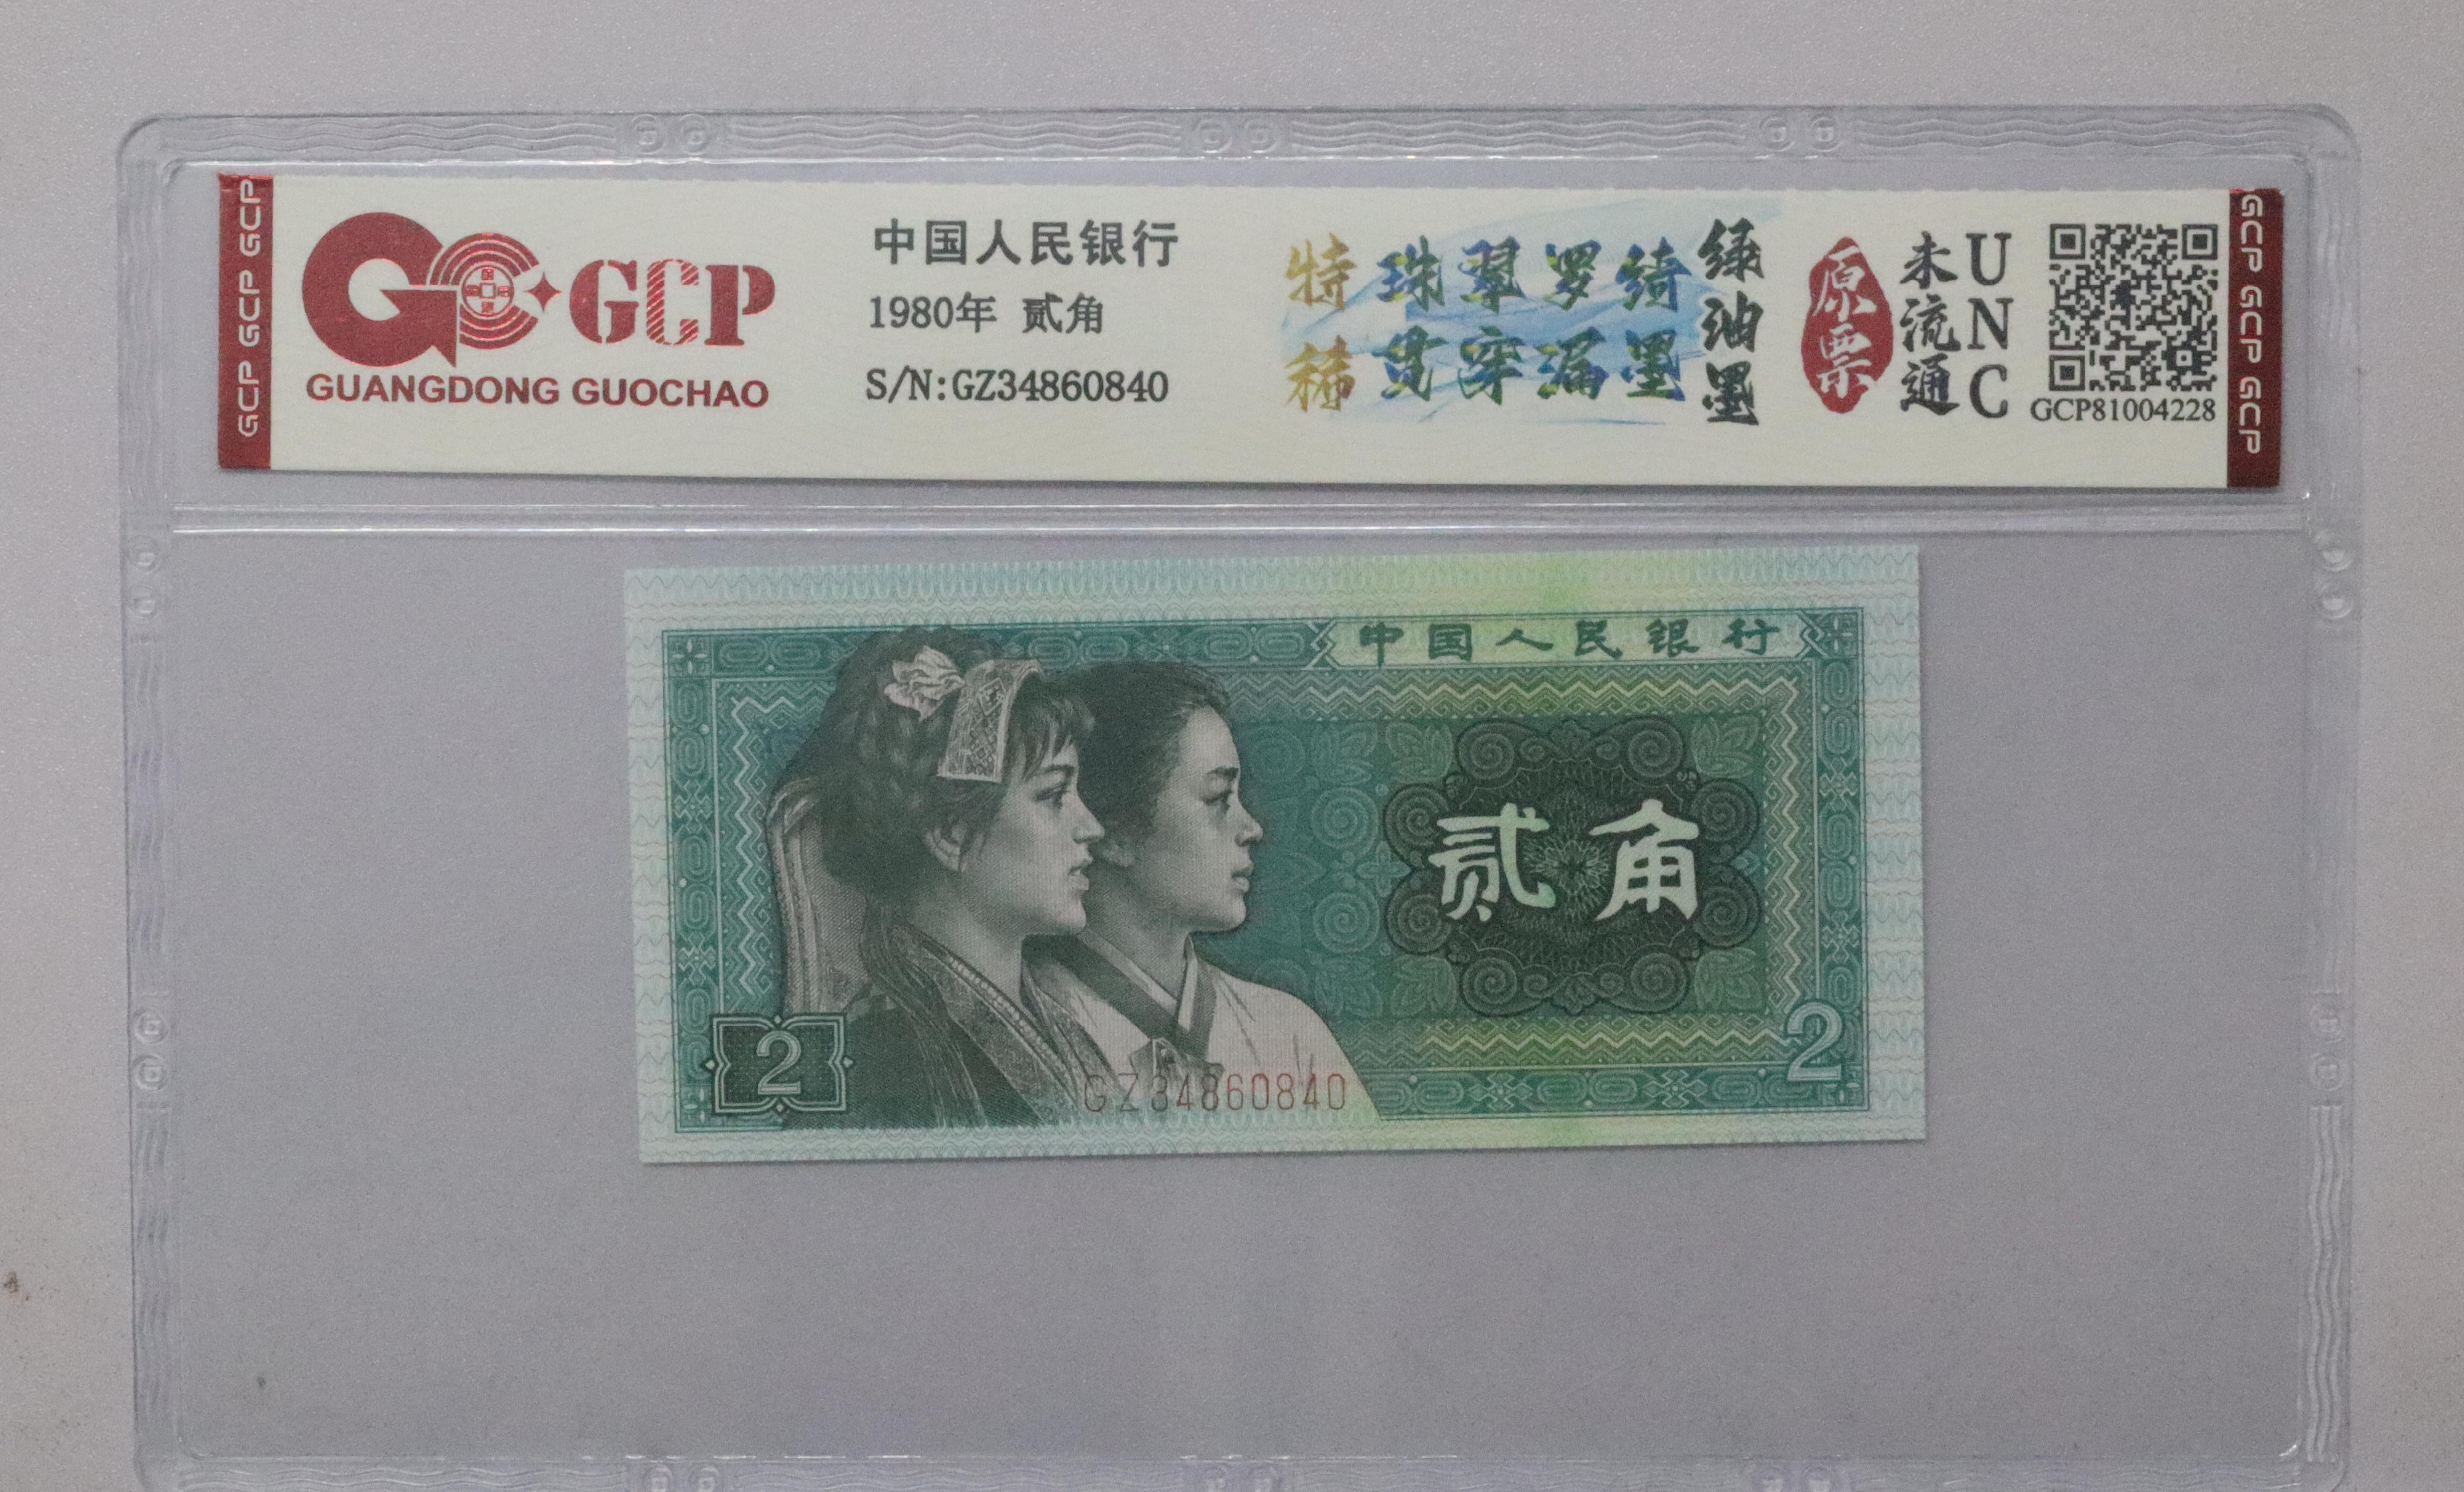 GCP GCP GCP
GCP
GUANGDONG GUOCHAO
中国人民银行
1980年 贰角
S/N:GZ34860840
特稀
珠翠罗绮
贯穿漏墨
绿油墨
原票
未流通
UNC
GCP81004228
GCP GCP GCP
中国人民银行
贰角
2
GZ34860840
2